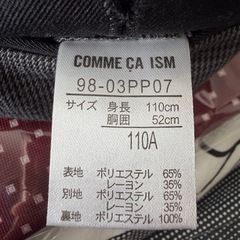 COMME ÇA ISM
98-03PP07
サイズ 身長 110cm
胴囲 52cm
110A
表地 ポリエステル 65%
レーヨン 35%
別地 ポリエステル 65%
レーヨン 35%
裏地 ポリエステル 100%